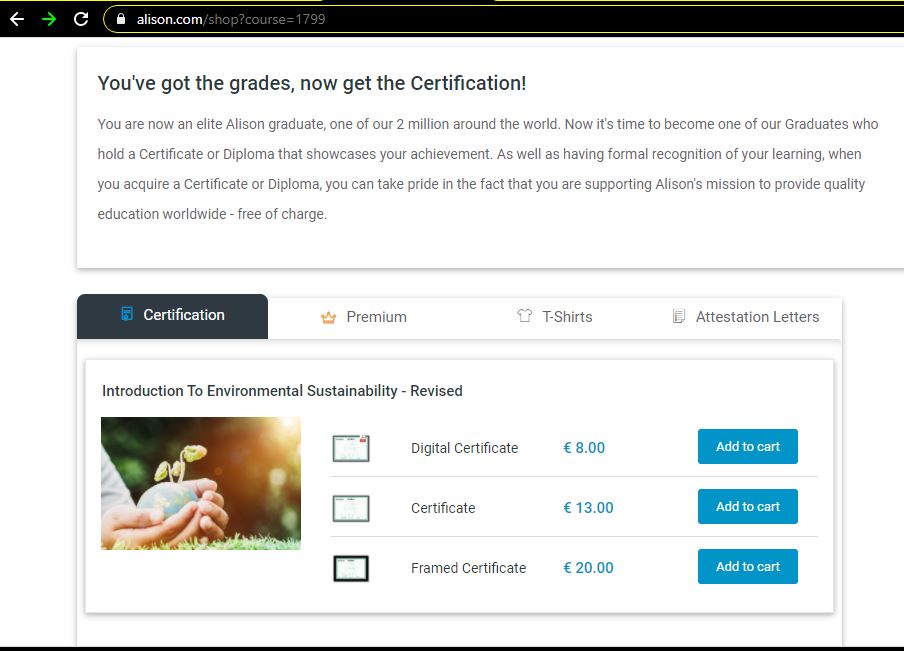 alison.com/shop?course=1799
You've got the grades, now get the Certification!
You are now an elite Alison graduate, one of our 2 million around the world. Now it's time to become one of our Graduates who
hold a Certificate or Diploma that showcases your achievement. As well as having formal recognition of your learning, when
you acquire a Certificate or Diploma, you can take pride in the fact that you are supporting Alison's mission to provide quality
education worldwide - free of charge.
Certification
Premium
T-Shirts
Attestation Letters
Introduction To Environmental Sustainability - Revised
Digital Certificate € 8.00 Add to cart
Certificate € 13.00 Add to cart
Framed Certificate € 20.00 Add to cart